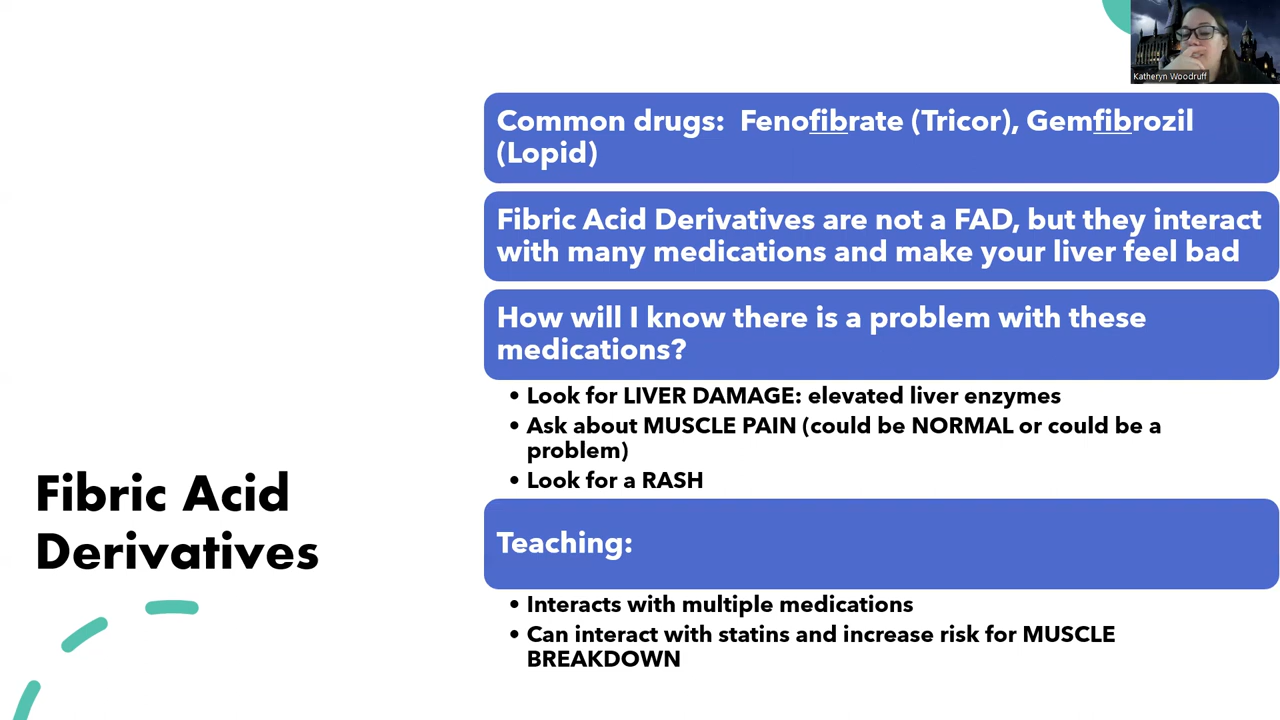 Katheryn Woodruff
Common drugs: Fenofibrate (Tricor), Gemfibrozil
(Lopid)
Fibric Acid Derivatives are not a FAD, but they interact
with many medications and make your liver feel bad
How will I know there is a problem with these
medications?
• Look for LIVER DAMAGE: elevated liver enzymes
• Ask about MUSCLE PAIN (could be NORMAL or could be a
problem)
• Look for a RASH
Fibric Acid
Derivatives
Teaching:
• Interacts with multiple medications
• Can interact with statins and increase risk for MUSCLE
BREAKDOWN